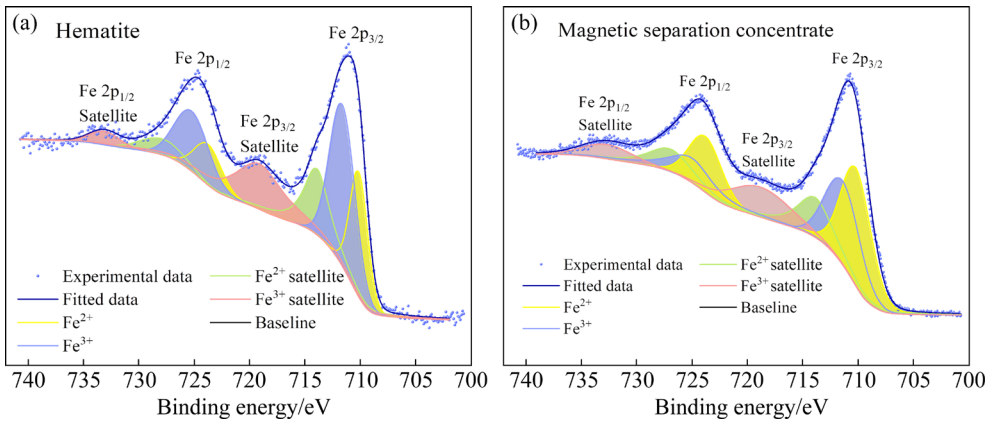 (a)
Hematite
Fe 2p3/2
Fe 2p1/2
Fe 2p1/2
Satellite
Fe 2p3/2
Satellite
Experimental data
Fitted data
Fe2+
Fe3+
Fe2+ satellite
Fe3+ satellite
Baseline
740 735 730 725 720 715 710 705 700
Binding energy/eV
(b)
Magnetic separation concentrate
Fe 2p3/2
Fe 2p1/2
Fe 2p1/2
Satellite
Fe 2p3/2
Satellite
Experimental data
Fitted data
Fe2+
Fe3+
Fe2+ satellite
Fe3+ satellite
Baseline
740 735 730 725 720 715 710 705 700
Binding energy/eV